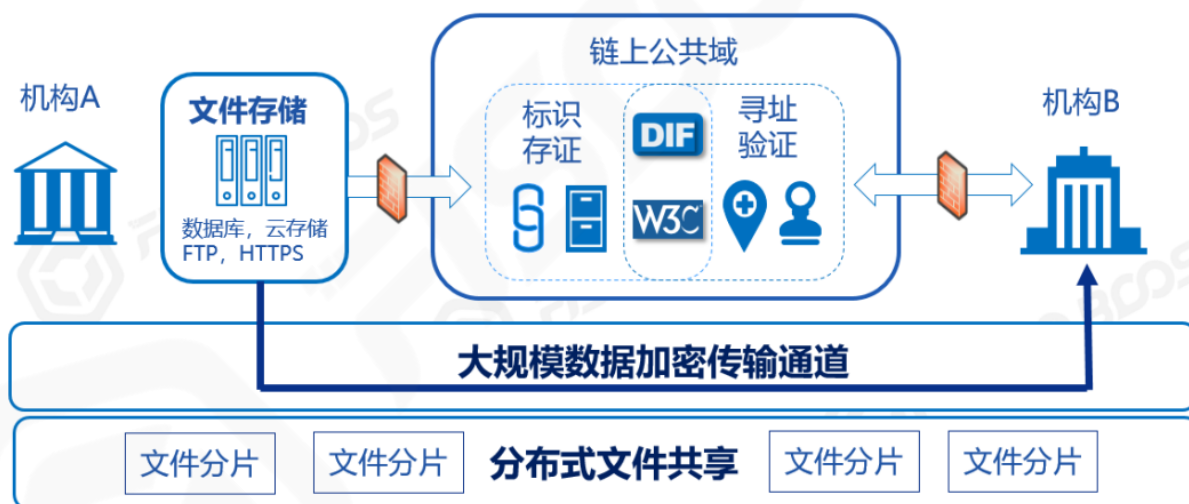 链上公共域
机构A
文件存储
数据库，云存储
FTP，HTTPS
标识
存证
DIF
W3C
寻址
验证
机构B
大规模数据加密传输通道
文件分片
文件分片
分布式文件共享
文件分片
文件分片
BCOS